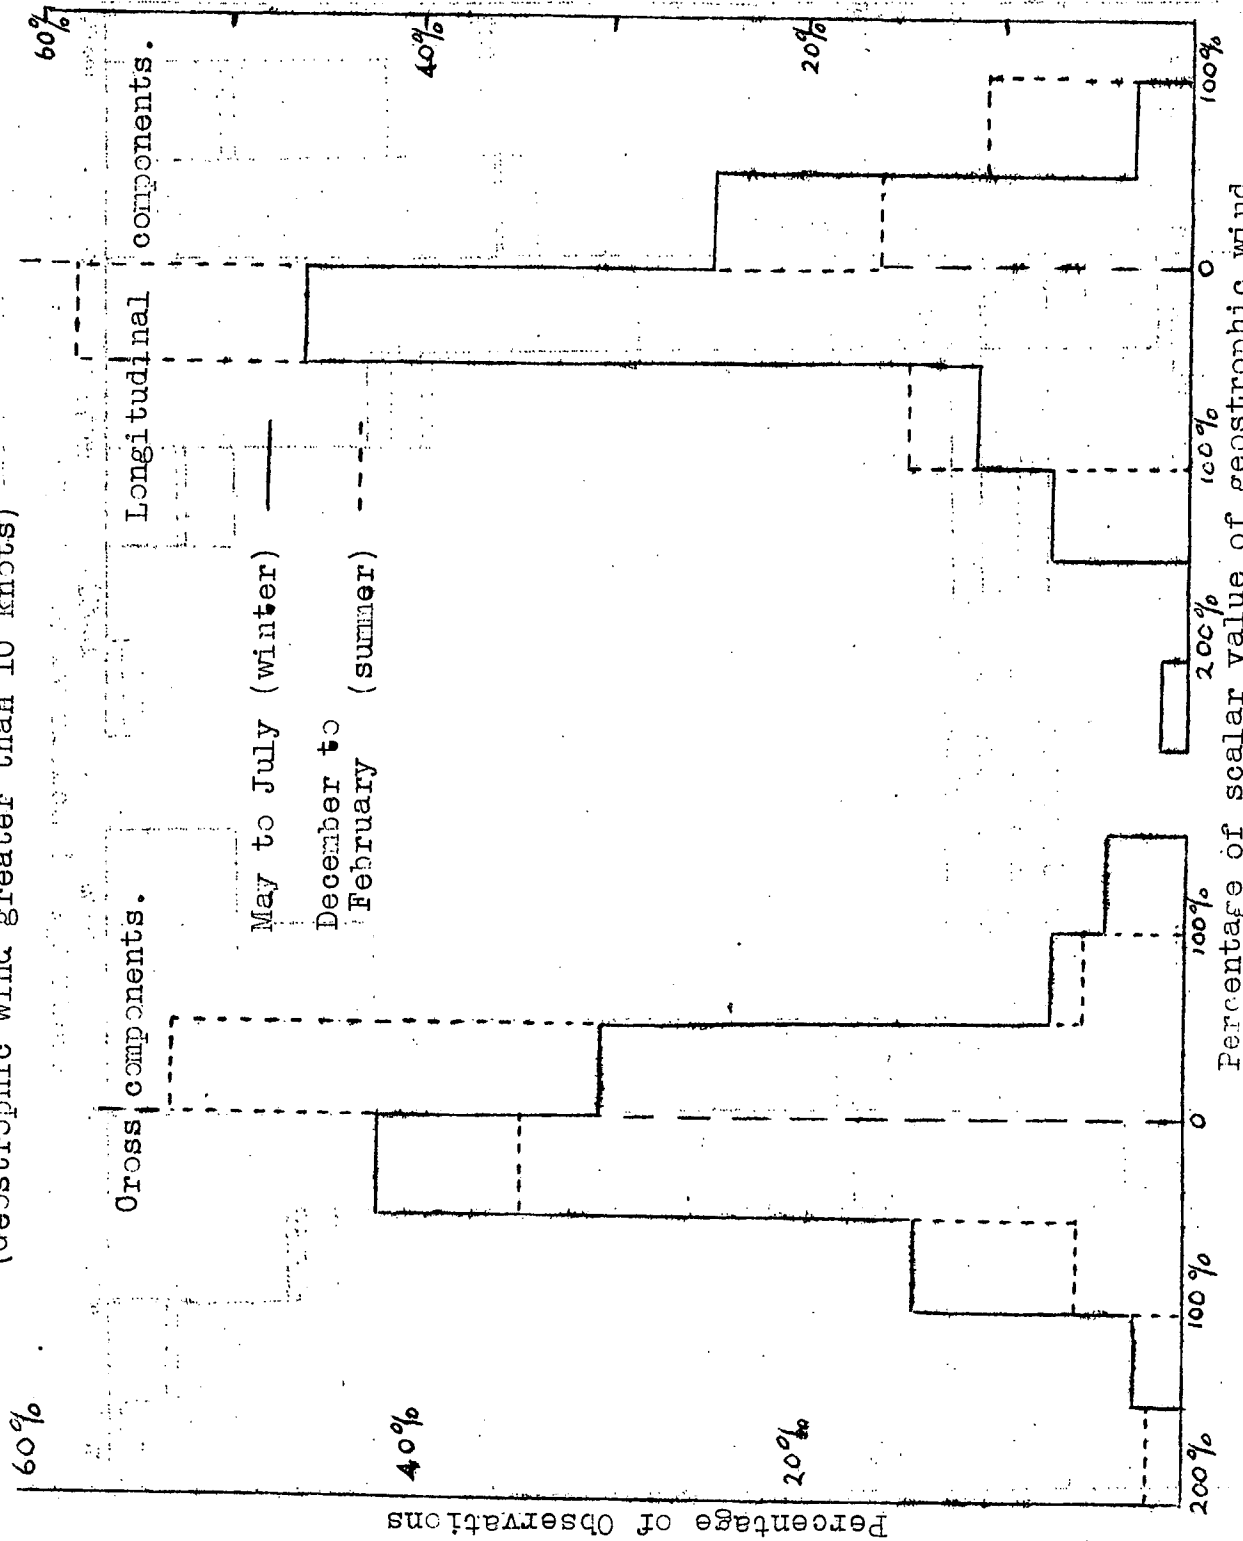 (Geostrophic wind greater than 10 knots)
Cross components.
Longitudinal components.
May to July (winter)
December to
February (summer)
Percentage of Observations
60%
40%
20%
60%
40%
20%
200%
100%
0
100%
200%
100%
0
100%
Percentage of scalar value of geostrophic wind